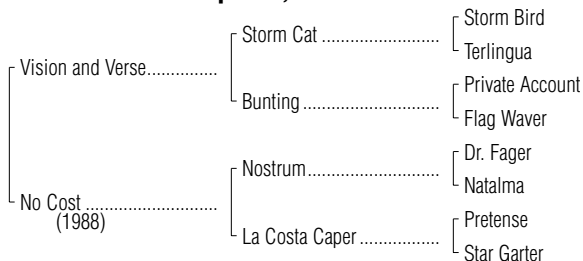 Storm Bird
Storm Cat ........................
Terlingua
Vision and Verse...............
Private Account
Bunting ............................
Flag Waver
Dr. Fager
Nostrum...........................
Natalma
No Cost ............................
(1988)
Pretense
La Costa Caper ................
Star Garter